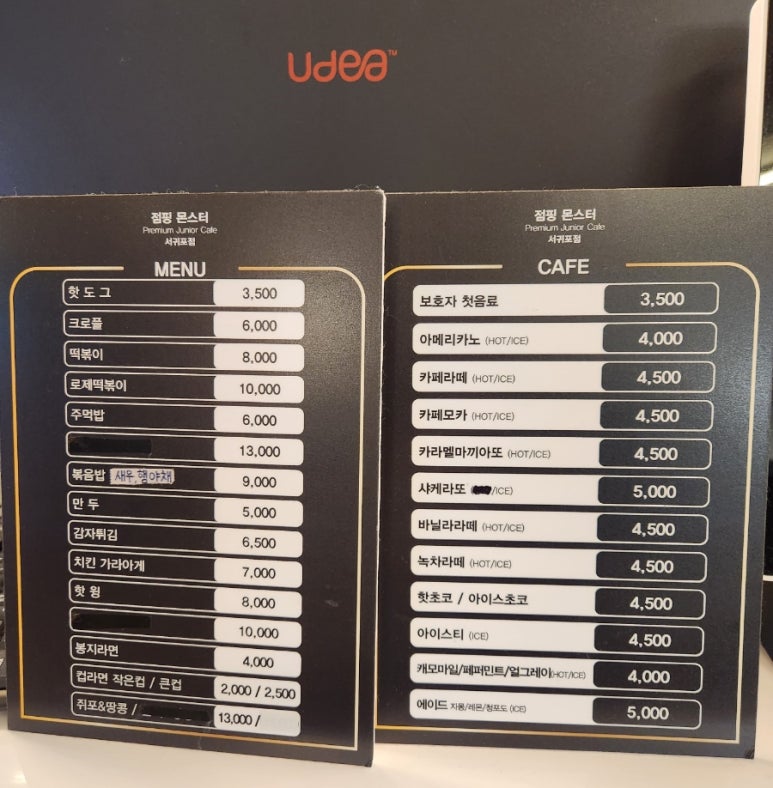 udea™
점핑 몬스터
Premium Junior Cafe
서귀포점
MENU
핫 도 그 3,500
크로플 6,000
떡볶이 8,000
로제떡볶이 10,000
주먹밥 6,000
13,000
볶음밥 새우,햄야채 9,000
만 두 5,000
감자튀김 6,500
치킨 가라아게 7,000
핫 윙 8,000
10,000
봉지라면 4,000
컵라면 작은컵 / 큰컵 2,000 / 2,500
쥐포&땅콩 / 13,000 /
점핑 몬스터
Premium Junior Cafe
서귀포점
CAFE
보호자 첫음료 3,500
아메리카노 (HOT/ICE) 4,000
카페라떼 (HOT/ICE) 4,500
카페모카 (HOT/ICE) 4,500
카라멜마끼아또 (HOT/ICE) 4,500
샤케라또 /ICE) 5,000
바닐라라떼 (HOT/ICE) 4,500
녹차라떼 (HOT/ICE) 4,500
핫초코 / 아이스초코 4,500
아이스티 (ICE) 4,500
캐모마일/페퍼민트/얼그레이(HOT/ICE) 4,000
에이드 자몽/레몬/청포도 (ICE) 5,000